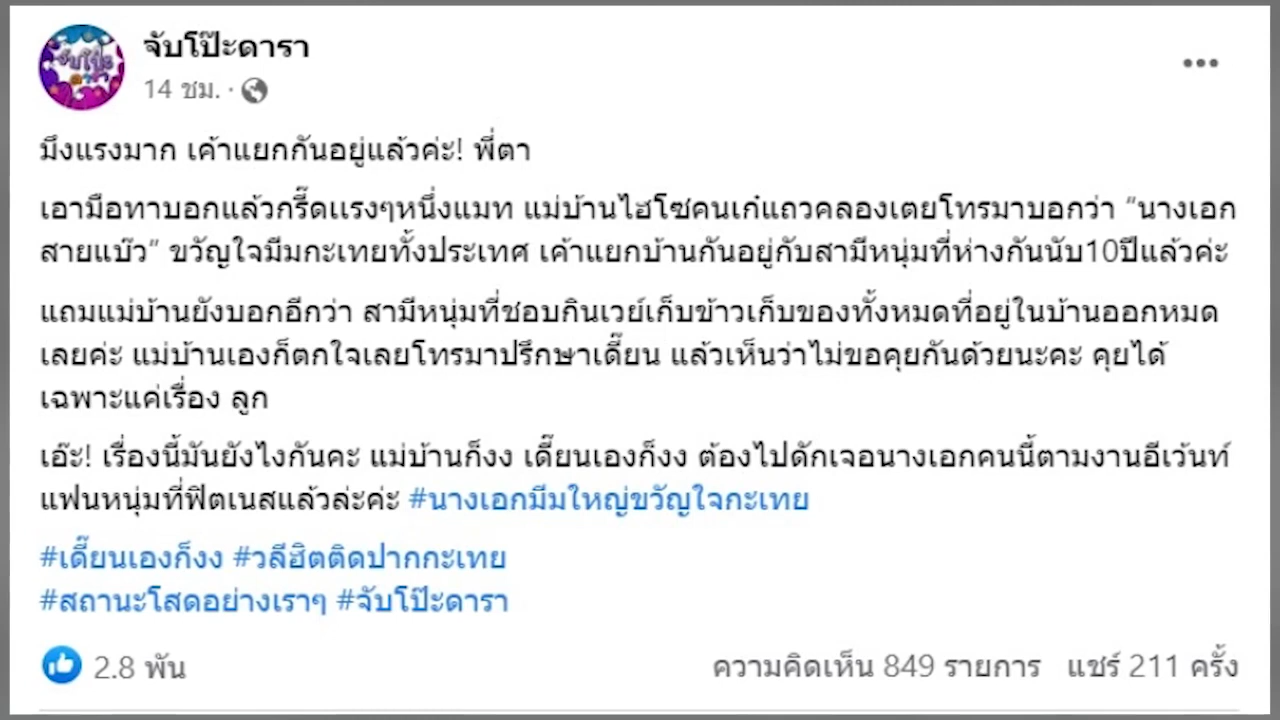 จับโป๊ะดารา
14 ชม. ·
มึงแรงมาก เค้าแยกกันอยู่แล้วค่ะ! พี่ตา
เอามือทาบอกแล้วกรี๊ดแรงๆหนึ่งแมท แม่บ้านไฮโซคนเก๋แถวคลองเตยโทรมาบอกว่า “นางเอก
สายแบ๊ว” ขวัญใจมีมกะเทยทั้งประเทศ เค้าแยกบ้านกันอยู่กับสามีหนุ่มที่ห่างกันนับ10ปีแล้วค่ะ
แถมแม่บ้านยังบอกอีกว่า สามีหนุ่มที่ชอบกินเวย์เก็บข้าวเก็บของทั้งหมดที่อยู่ในบ้านออกหมด
เลยค่ะ แม่บ้านเองก็ตกใจเลยโทรมาปรึกษาเดี๊ยน แล้วเห็นว่าไม่ขอคุยกันด้วยนะคะ คุยได้
เฉพาะแค่เรื่อง ลูก
เอ๊ะ! เรื่องนี้มันยังไงกันคะ แม่บ้านก็งง เดี๊ยนเองก็งง ต้องไปดักเจอนางเอกคนนี้ตามงานอีเว้นท์
แฟนหนุ่มที่ฟิตเนสแล้วล่ะค่ะ #นางเอกมีมใหญ่ขวัญใจกะเทย
#เดี๊ยนเองก็งง #วลีฮิตติดปากกะเทย
#สถานะโสดอย่างเราๆ #จับโป๊ะดารา
2.8 พัน
ความคิดเห็น 849 รายการ แชร์ 211 ครั้ง